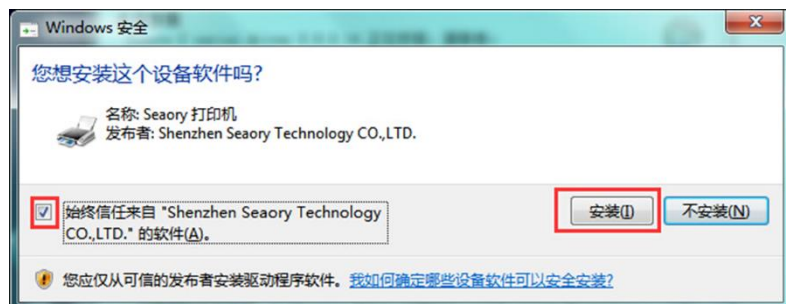 Windows 安全
您想安装这个设备软件吗?
名称: Seaory 打印机
发布者: Shenzhen Seaory Technology CO.,LTD.
始终信任来自 "Shenzhen Seaory Technology
CO.,LTD." 的软件(A)。
安装(I)
不安装(N)
您应仅从可信的发布者安装驱动程序软件。我如何确定哪些设备软件可以安全安装?